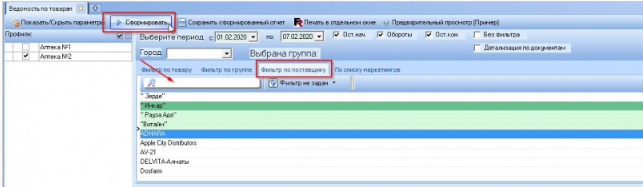 Ведомость по товарам
Показать/Скрыть параметры Сформировать Сохранить сформированный отчет Печать в отдельном окне Предварительный просмотр (Пример)
Профили: Выберите период с 01.02.2020 по: 07.02.2020 Ост.нач. Обороты Ост.кон. Без фильтра
Аптека №1
Аптека №2 Город Выбрана группа: Детализация по документам
Фильтр по товару Фильтр по группе Фильтр по поставщику По списку маркетингов
Фильтр не задан
" Зерде"
"Инкар"
" Рауза Аде"
"Витайн"
ADHARA
Apple City Distributors
AV-21
DELVITA-Алматы
Dosfarm